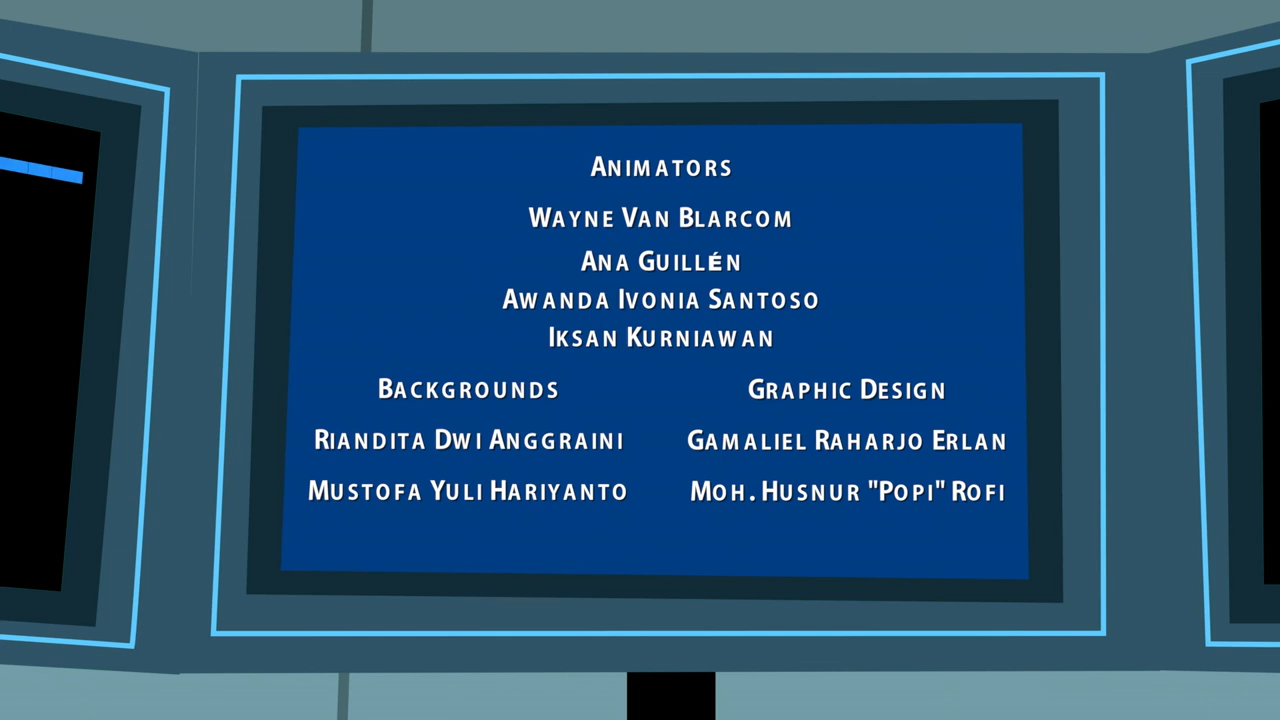 Animators
Wayne Van Blarcom
Ana Guillén
Awanda Ivonia Santoso
Iksan Kurniawan
Backgrounds
Riandita Dwi Anggraini
Mustofa Yuli Hariyanto
Graphic Design
Gamaliel Raharjo Erlan
Moh. Husnur "Popi" Rofi